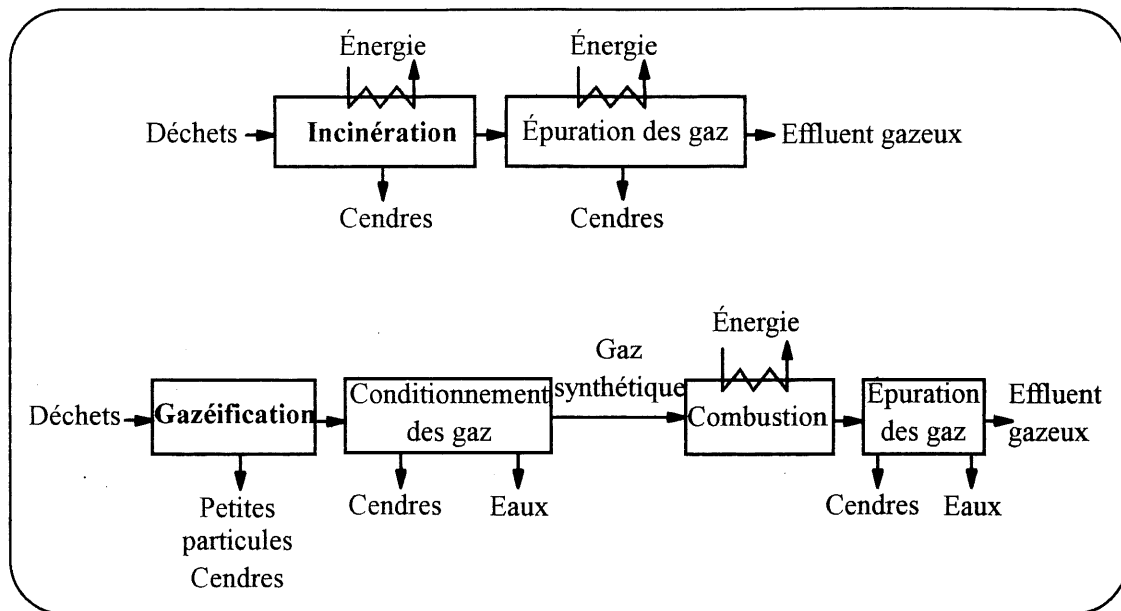 Énergie
Énergie
Déchets
Incinération
Épuration des gaz
Effluent gazeux
Cendres
Cendres
Énergie
Gaz
synthétique
Déchets
Gazéification
Conditionnement
des gaz
Combustion
Épuration
des gaz
Effluent
gazeux
Petites
particules
Cendres
Cendres
Eaux
Cendres
Eaux